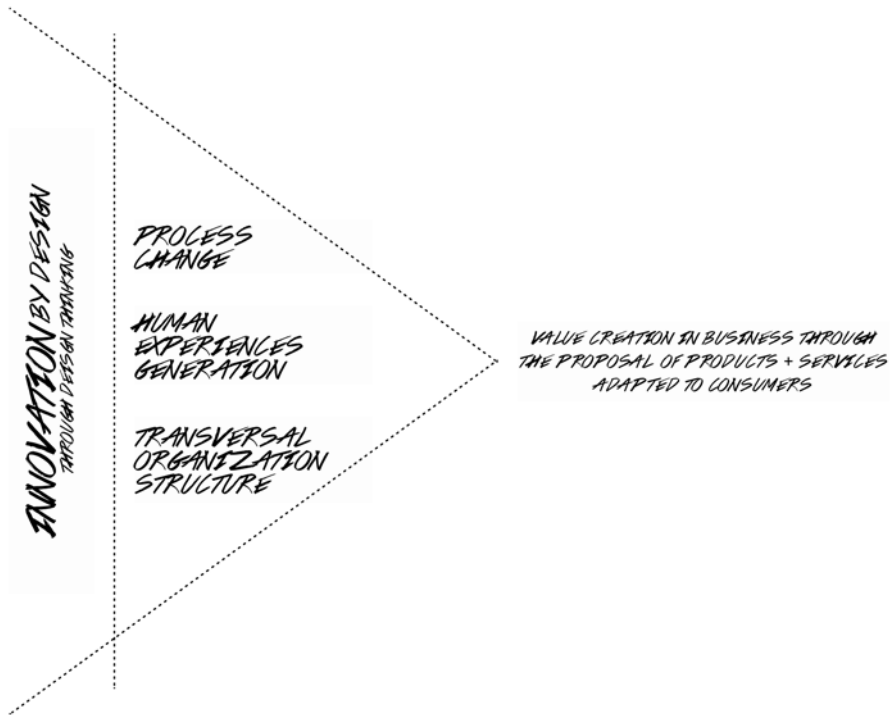 INNOVATION BY DESIGN
THROUGH DEISGN THINKING
PROCESS
CHANGE
HUMAN
EXPERIENCES
GENERATION
TRANSVERSAL
ORGANIZATION
STRUCTURE
VALUE CREATION IN BUSINESS THROUGH
THE PROPOSAL OF PRODUCTS + SERVICES
ADAPTED TO CONSUMERS